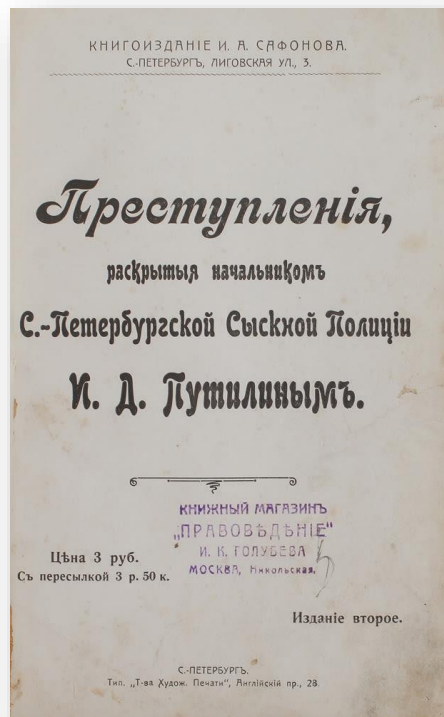 КНИГОИЗДАНІЕ И. А. САФОНОВА.
С.-ПЕТЕРБУРГЪ, ЛИГОВСКАЯ УЛ., 3.
Преступленія,
раскрытыя начальникомъ
С.-Петербургской Сыскной Полиціи
И. Д. Путилинымъ.
КНИЖНЫЙ МАГАЗИНЪ
„ПРАВОВѢДѢНІЕ"
И. К. ГОЛУБЕВА
МОСКВА, Никольская.
Цѣна 3 руб.
Съ пересылкой 3 р. 50 к.
Изданіе второе.
С.-ПЕТЕРБУРГЪ.
Тип. „Т-ва Худож. Печати", Англійскій пр., 28.